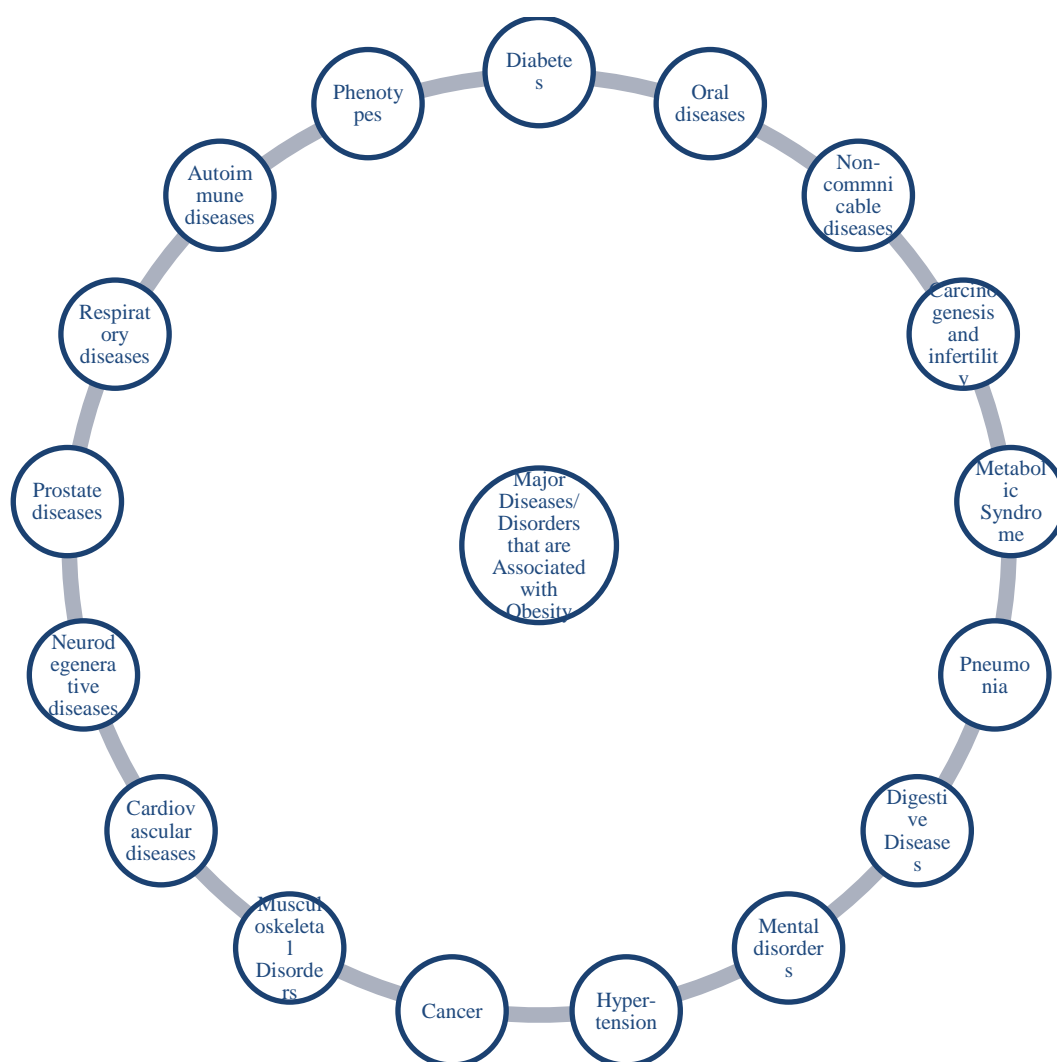 Diabete
s
Oral
diseases
Non-
commni
cable
diseases
Carcino
genesis
and
infertilit
y
Metabol
ic
Syndro
me
Pneumo
nia
Digesti
ve
Disease
s
Mental
disorder
s
Hyper-
tension
Cancer
Muscul
oskeleta
l
Disorde
rs
Cardiov
ascular
diseases
Neurod
egenera
tive
diseases
Prostate
diseases
Respirat
ory
diseases
Autoim
mune
diseases
Phenoty
pes
Major
Diseases/
Disorders
that are
Associated
with
Obesity